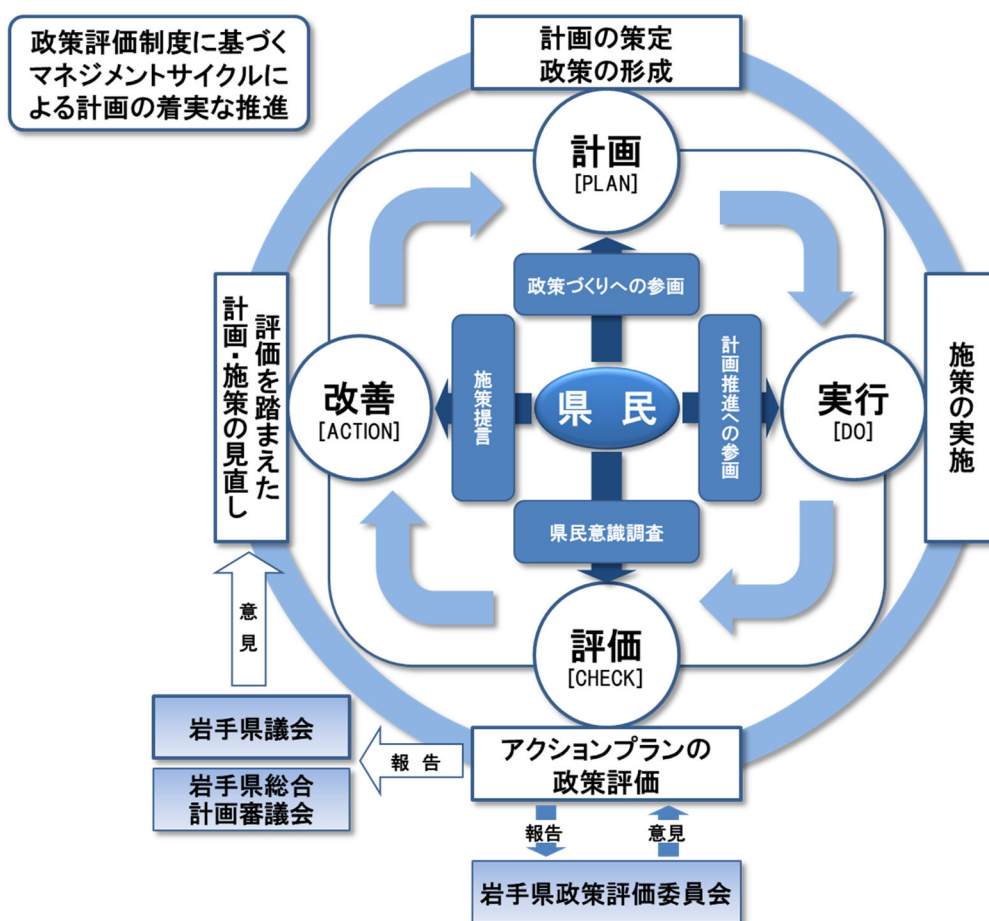 政策評価制度に基づく
マネジメントサイクルに
よる計画の着実な推進
計画の策定
政策の形成
計画
[PLAN]
政策づくりへの参画
評価を踏まえた
計画・施策の見直し
改善
[ACTION]
施策提言
県 民
計画推進への参画
実行
[DO]
施策の実施
県民意識調査
評価
[CHECK]
意見
岩手県議会
岩手県総合
計画審議会
報 告
アクションプランの
政策評価
報告
意見
岩手県政策評価委員会